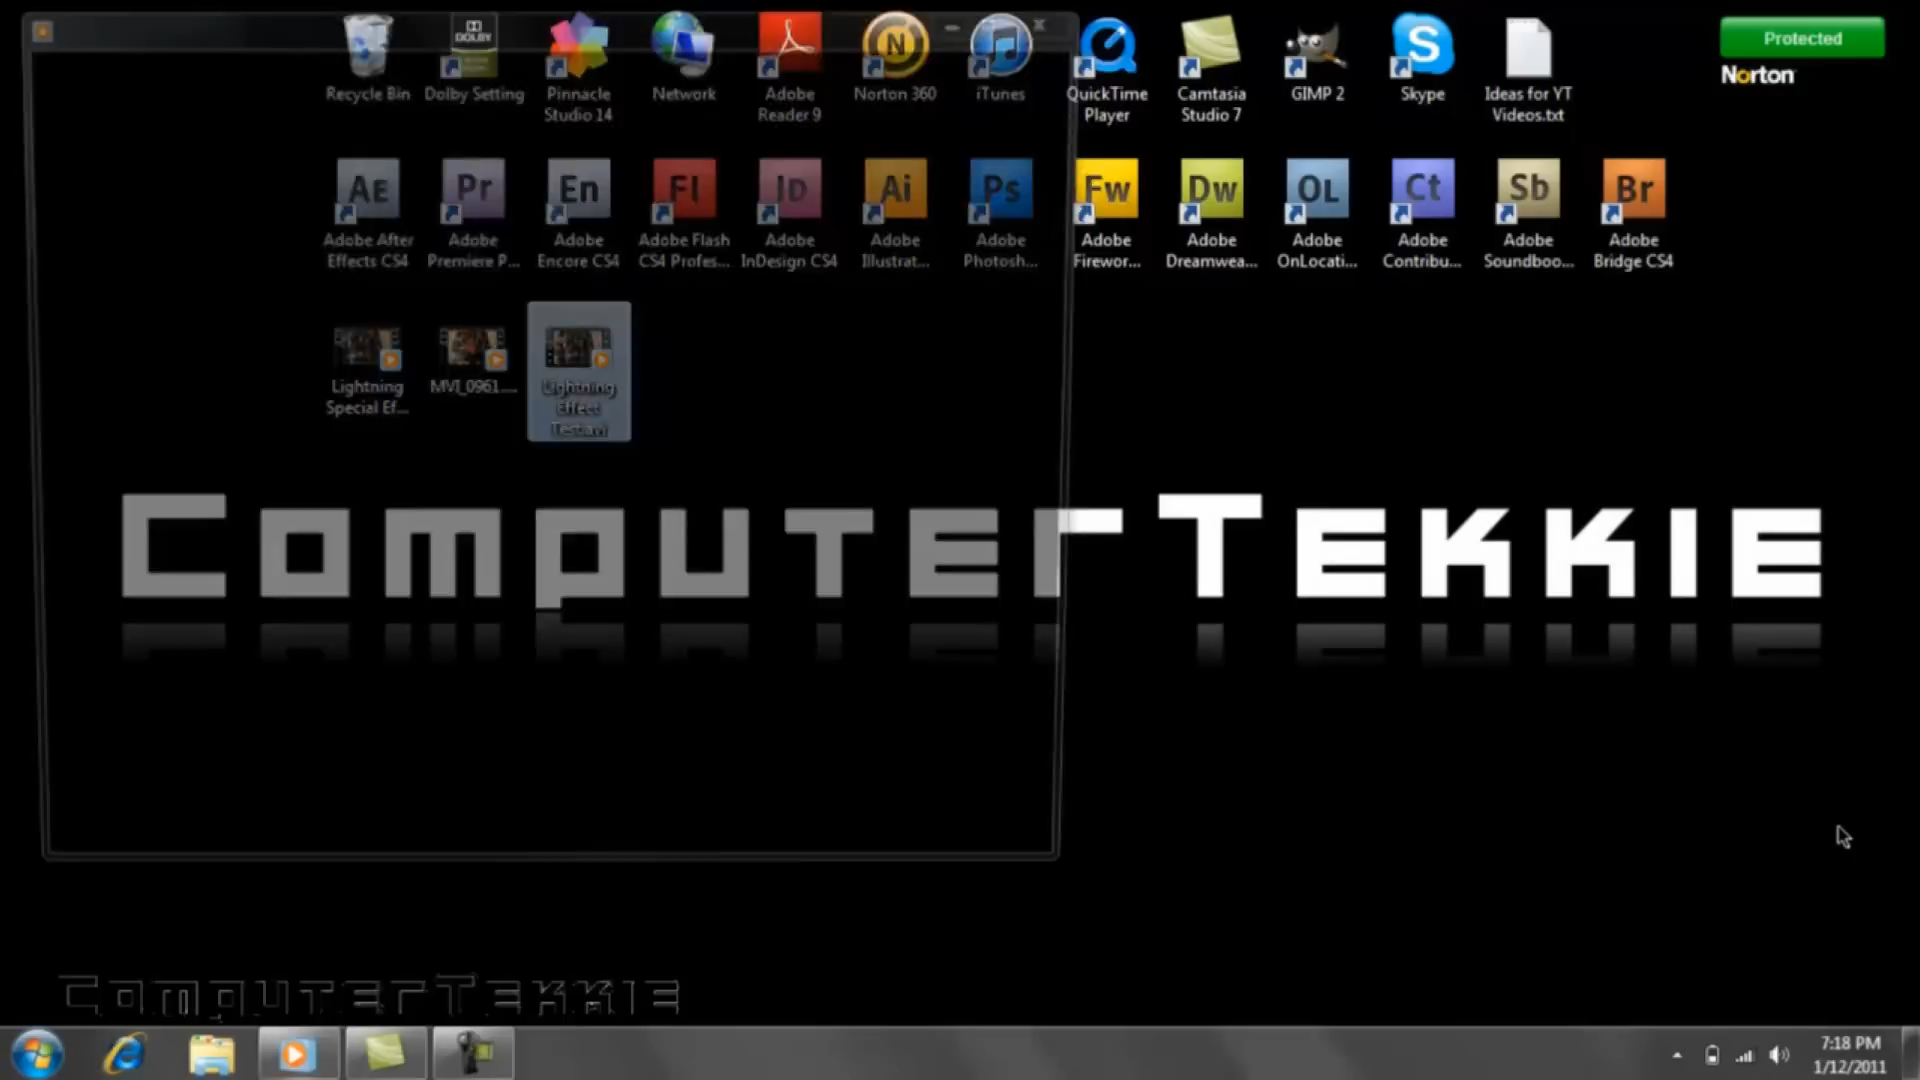 DOLBY
N
S
Protected
Norton
Recycle Bin
Dolby Setting
Pinnacle
Studio 14
Network
Adobe
Reader 9
Norton 360
iTunes
QuickTime
Player
Camtasia
Studio 7
GIMP 2
Skype
Ideas for YT
Videos.txt
AE
Pr
En
Fl
ID
Ai
Ps
Fw
Dw
OL
Ct
Sb
Br
Adobe After
Effects CS4
Adobe
Premiere P...
Adobe
Encore CS4
Adobe Flash
CS4 Profes...
Adobe
InDesign CS4
Adobe
Illustrat...
Adobe
Photosh...
Adobe
Firewor...
Adobe
Dreamwea...
Adobe
OnLocati...
Adobe
Contribu...
Adobe
Soundboo...
Adobe
Bridge CS4
Lightning
Special Ef...
MVI_0961....
Lightning
Effect
Test.avi
ComputerTekkie
ComputerTekkie
7:18 PM
1/12/2011